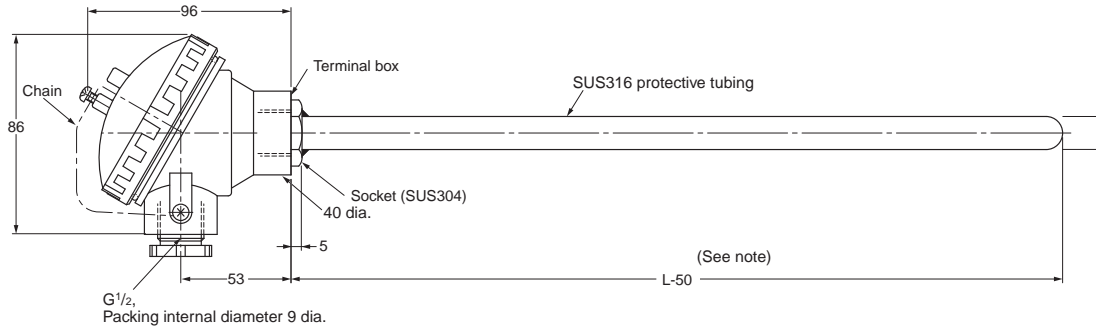 96
Terminal box
SUS316 protective tubing
Chain
86
Socket (SUS304)
40 dia.
5
(See note)
53
L-50
G1/2,
Packing internal diameter 9 dia.